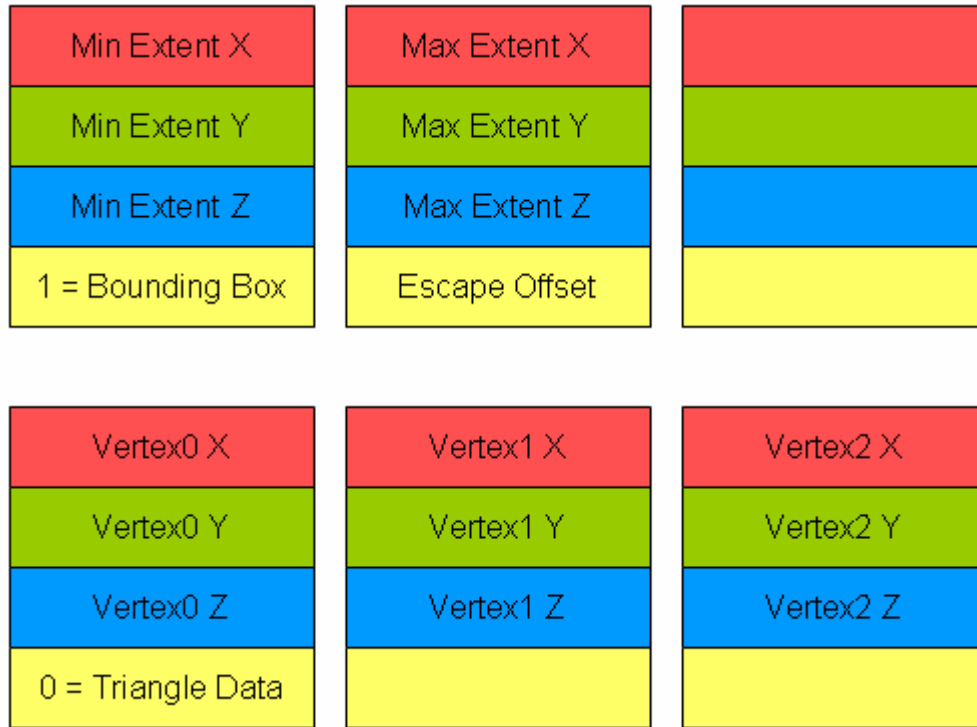 Min Extent X
Max Extent X
Min Extent Y
Max Extent Y
Min Extent Z
Max Extent Z
1 = Bounding Box
Escape Offset
Vertex0 X
Vertex1 X
Vertex2 X
Vertex0 Y
Vertex1 Y
Vertex2 Y
Vertex0 Z
Vertex1 Z
Vertex2 Z
0 = Triangle Data